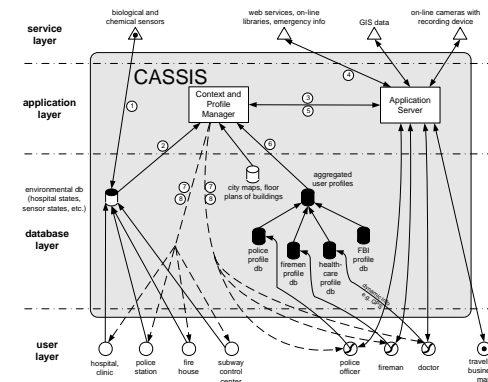 service
layer
biological
and
chemical sensors
web services, on-line
libraries, emergency info
GIS data
on-line cameras with
recording device
application
layer
CASSIS
Context and
Profile
Manager
Application
Server
1
3
5
4
2
6
7
8
7
8
environmental db
(hospital states,
sensor states, etc.)
city maps, floor
plans of buildings
aggregated
user profiles
database
layer
police
profile
db
firemen
profile
db
health-
care
profile
db
FBI
profile
db
user
layer
hospital,
clinic
police
station
fire
house
subway
control
center
police
officer
fireman
doctor
travel
busin
ma